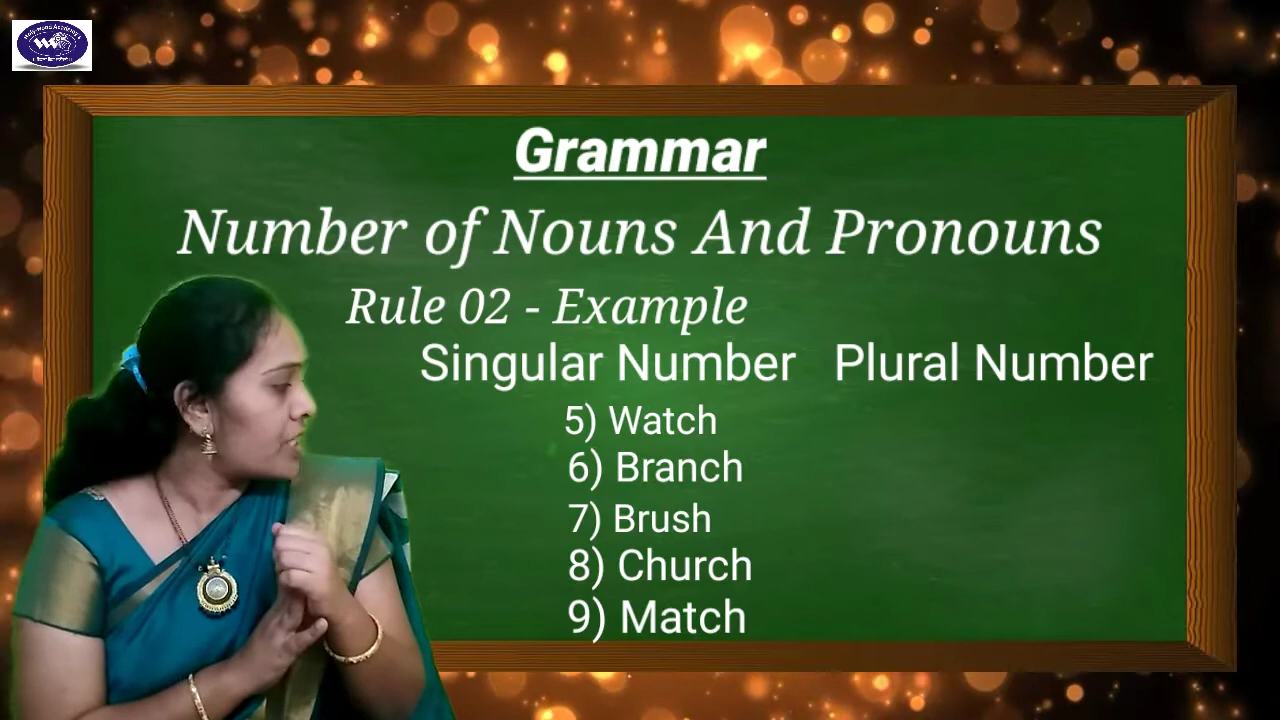 Grammar
Number of Nouns And Pronouns
Rule 02 - Example
Singular Number Plural Number
5) Watch
6) Branch
7) Brush
8) Church
9) Match